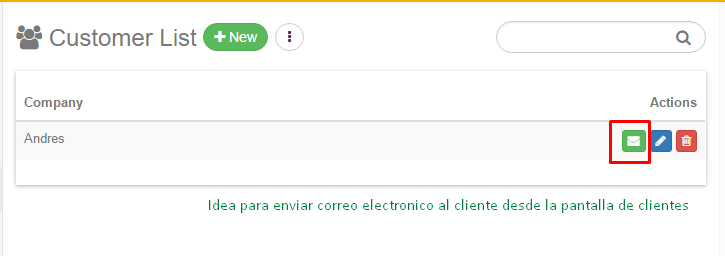 Customer List
New
Company Actions
Andres
Idea para enviar correo electronico al cliente desde la pantalla de clientes